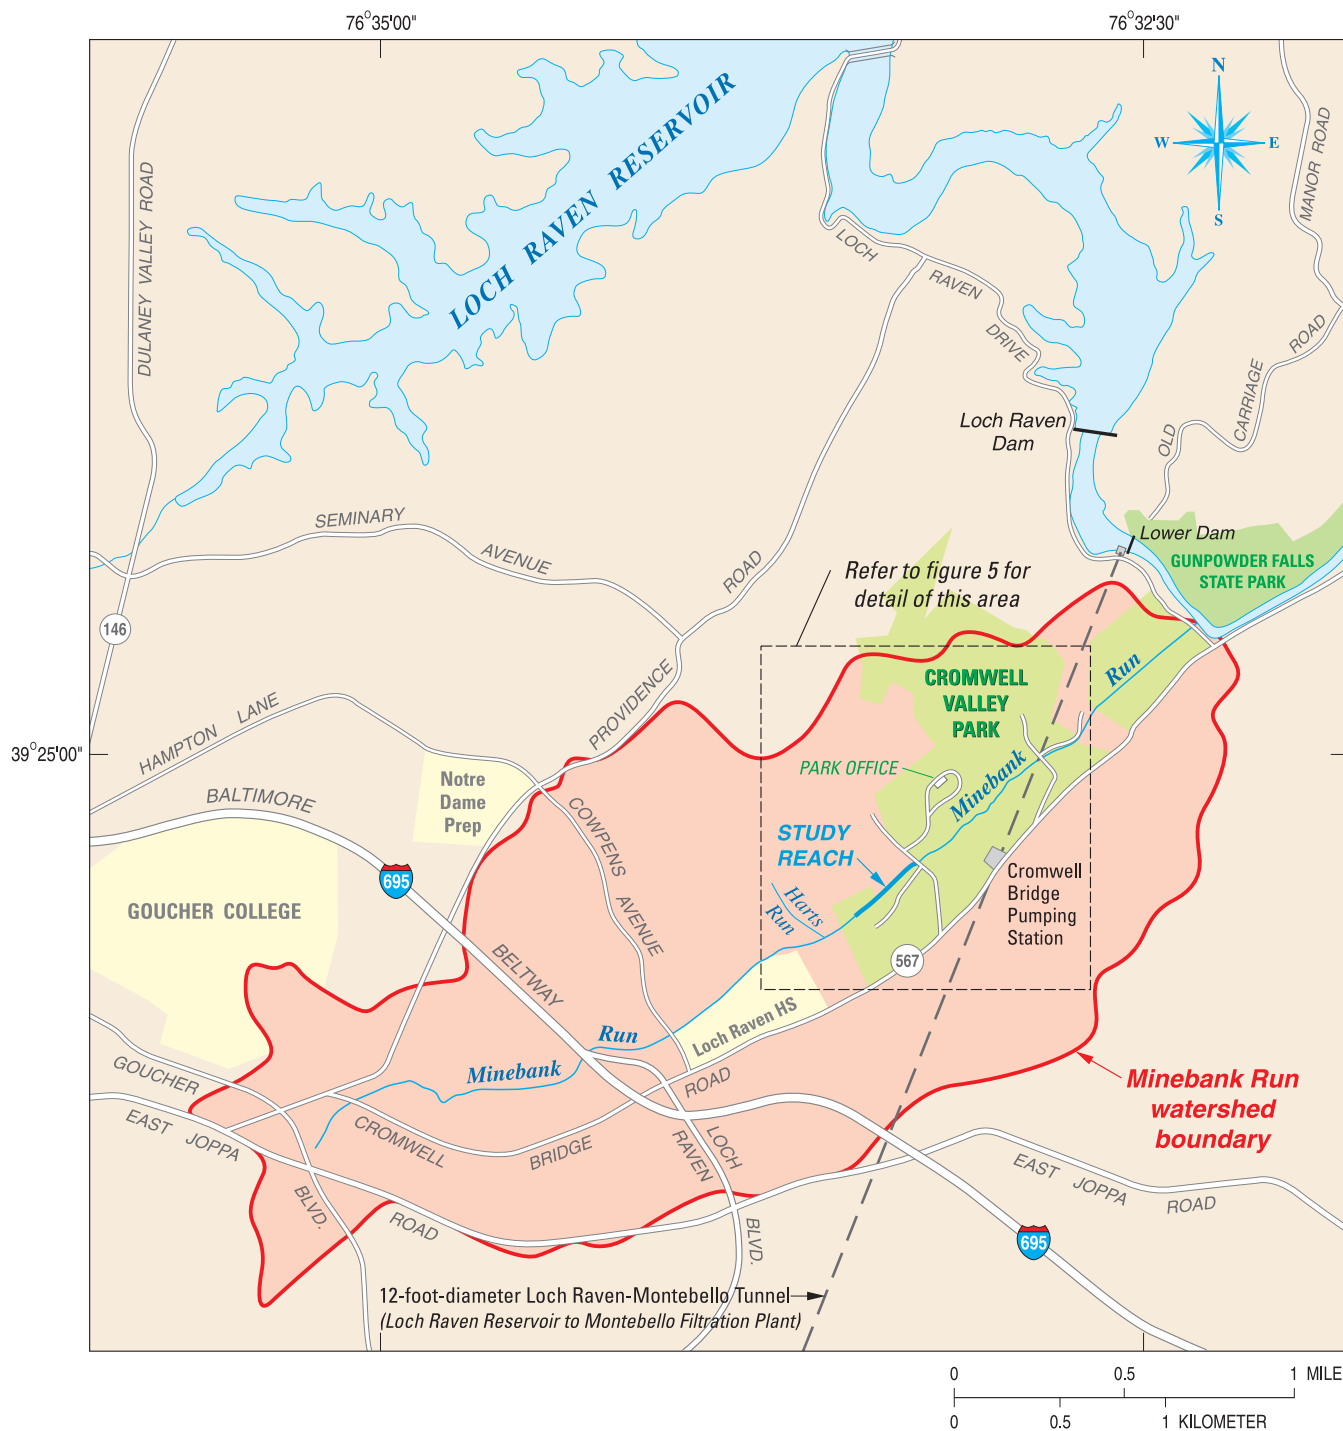 76°35'00"
76°32'30"
N
W
E
S
LOCH RAVEN RESERVOIR
DULANEY VALLEY ROAD
MANOR ROAD
LOCH
RAVEN
DRIVE
OLD
CARRIAGE
ROAD
Loch Raven
Dam
SEMINARY
AVENUE
Lower Dam
GUNPOWDER FALLS
STATE PARK
Refer to figure 5 for
detail of this area
ROAD
PROVIDENCE
146
HAMPTON LANE
39°25'00"
BALTIMORE
Notre
Dame
Prep
COWPENS
AVENUE
CROMWELL
VALLEY
PARK
Run
PARK OFFICE
Minebank
STUDY
REACH
Harts
Run
Cromwell
Bridge
Pumping
Station
695
GOUCHER COLLEGE
BELTWAY
567
Loch Raven HS
Run
Minebank
GOUCHER
EAST JOPPA
CROMWELL
BRIDGE
ROAD
LOCH
RAVEN
BLVD.
BLVD.
ROAD
Minebank Run
watershed
boundary
EAST JOPPA
ROAD
695
12-foot-diameter Loch Raven-Montebello Tunnel
(Loch Raven Reservoir to Montebello Filtration Plant)
0 0.5 1 MILE
0 0.5 1 KILOMETER